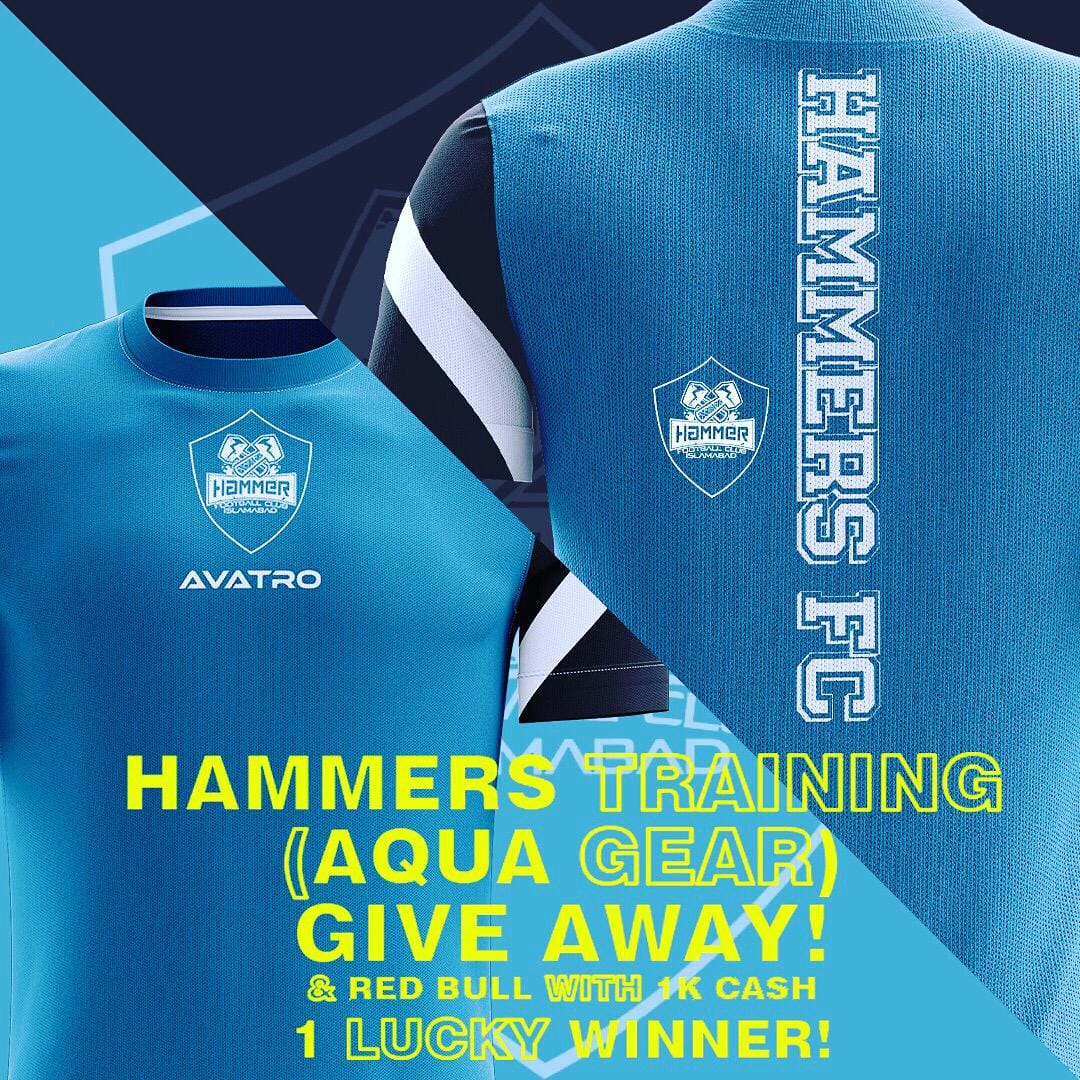 HAMMERS FC
HAMMER
FOOTBALL CLUB
ISLAMABAD
HAMMER
FOOTBALL CLUB
ISLAMABAD
AVATRO
HAMMERS TRAINING
(AQUA GEAR)
GIVE AWAY!
& RED BULL WITH 1K CASH
1 LUCKY WINNER!